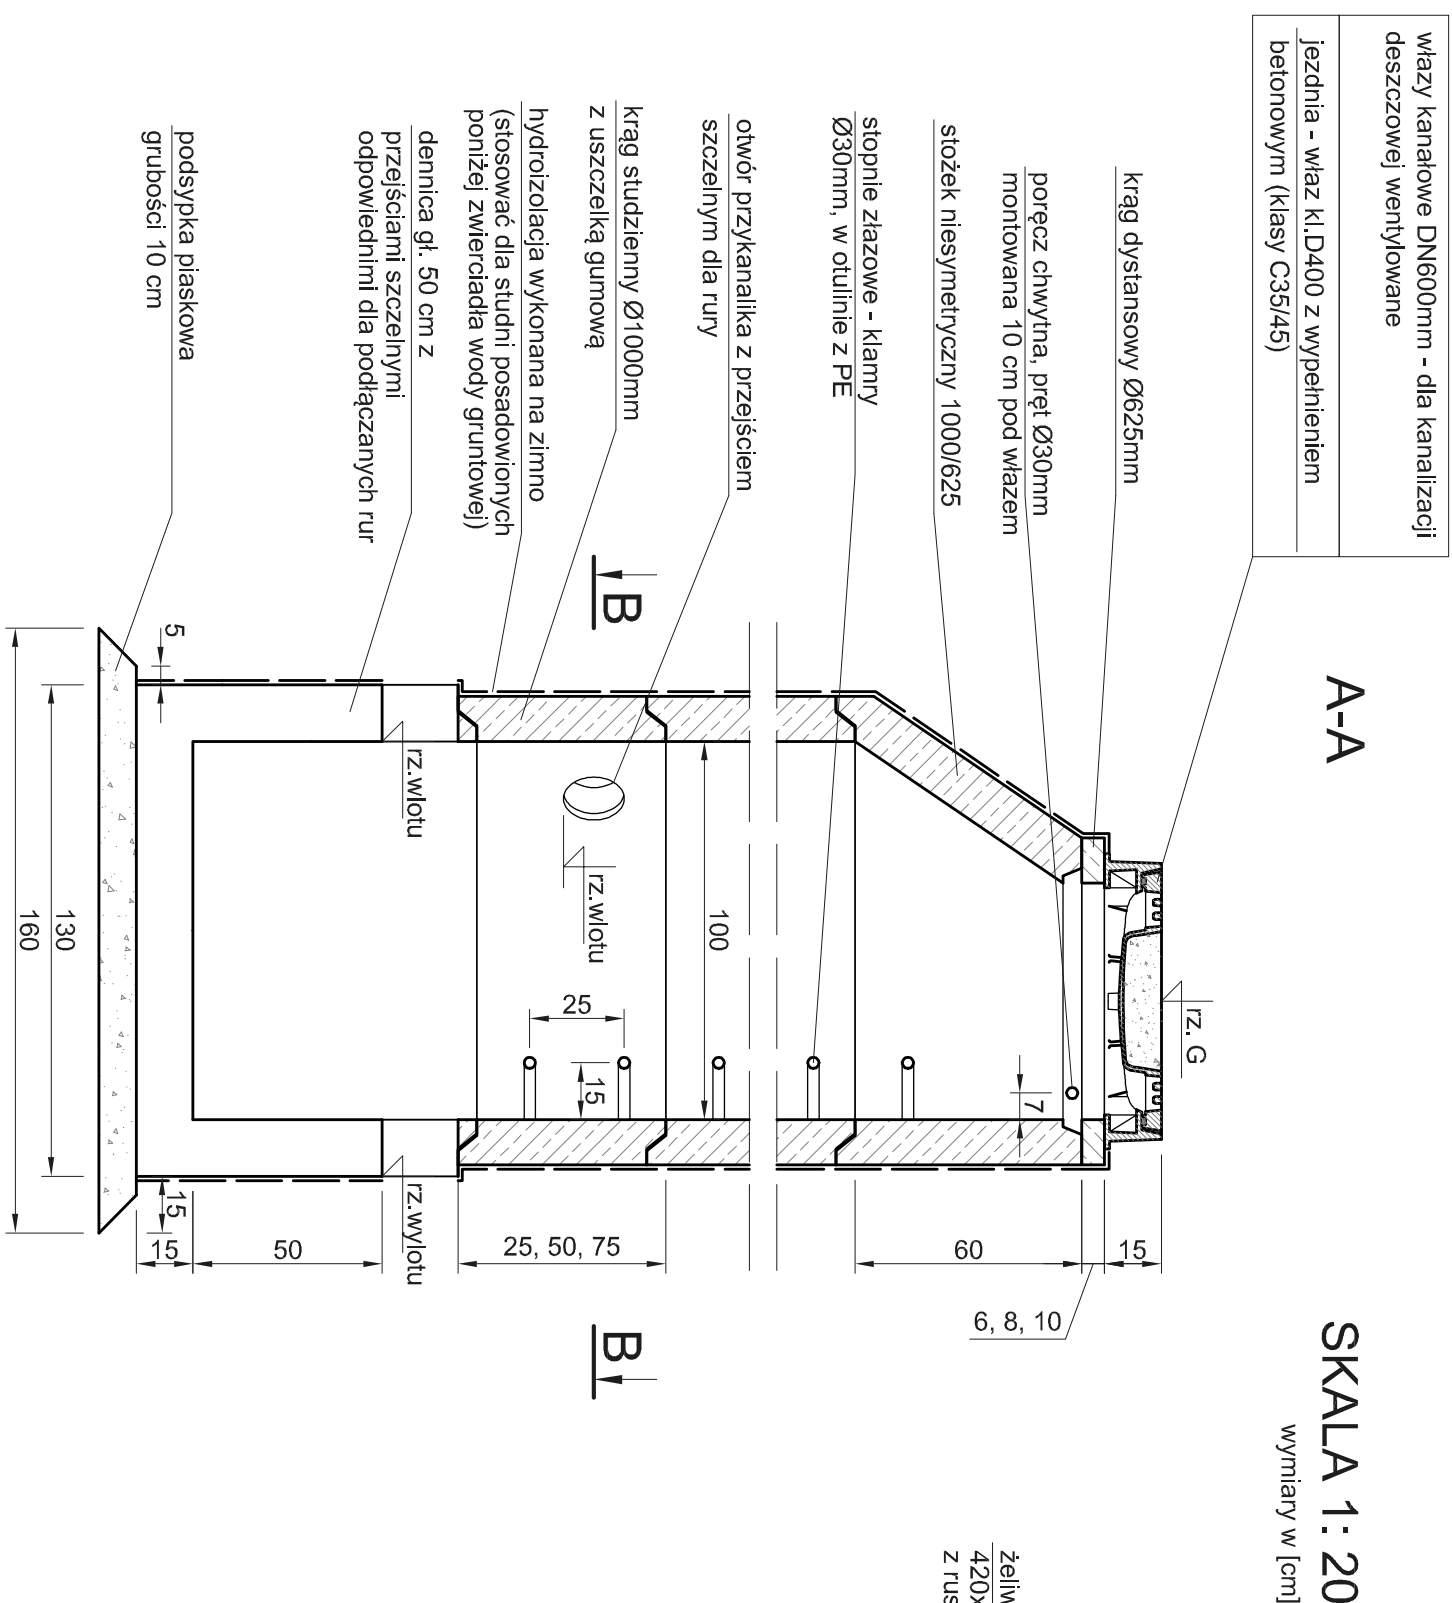 włazy kanałowe DN600mm - dla kanalizacji
deszczowej wentylowane
jezdnia - właz kl.D400 z wypełnieniem
betonowym (klasy C35/45)
A-A
SKALA 1: 20
wymiary w [cm]
krąg dystansowy Ø625mm
poręcz chwytna, pręt Ø30mm
montowana 10 cm pod włazem
stożek niesymetryczny 1000/625
stopnie złazowe - klamry
Ø30mm, w otulinie z PE
otwór przykanalika z przejściem
szczelnym dla rury
krąg studzienny Ø1000mm
z uszczelką gumową
hydroizolacja wykonana na zimno
(stosować dla studni posadowionych
poniżej zwierciadła wody gruntowej)
dennica gł. 50 cm z
przejściami szczelnymi
odpowiednimi dla podłączanych rur
podsypka piaskowa
grubości 10 cm
rz. G
7
15
6, 8, 10
60
100
25
15
rz.wlotu
25, 50, 75
B
B
rz.wlotu
rz.wylotu
50
15
5
15
130
160
żeliw
420x
z rus